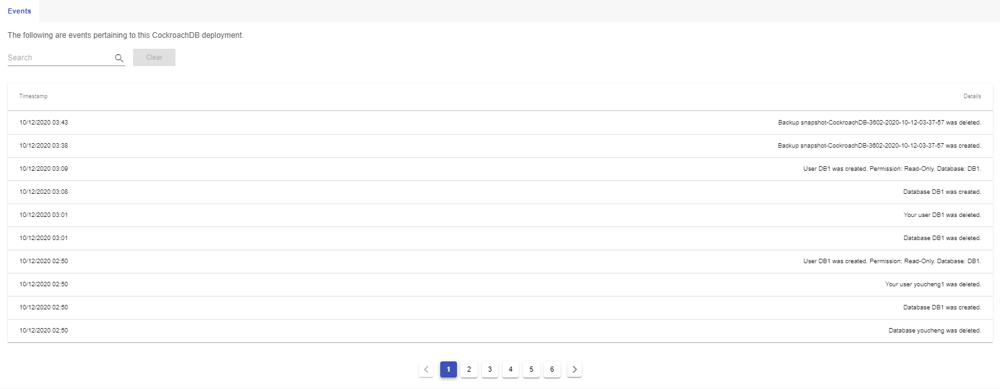 Events
The following are events pertaining to this CockroachDB deployment.
Search Clear
Timestamp Details
10/12/2020 03:43 Backup snapshot-CockroachDB-3602-2020-10-12-03-37-57 was deleted.
10/12/2020 03:38 Backup snapshot-CockroachDB-3602-2020-10-12-03-37-57 was created.
10/12/2020 03:09 User DB1 was created. Permission: Read-Only. Database: DB1.
10/12/2020 03:08 Database DB1 was created.
10/12/2020 03:01 Your user DB1 was deleted.
10/12/2020 03:01 Database DB1 was deleted.
10/12/2020 02:50 User DB1 was created. Permission: Read-Only. Database: DB1.
10/12/2020 02:50 Your user youcheng1 was deleted.
10/12/2020 02:50 Database DB1 was created.
10/12/2020 02:50 Database youcheng was deleted.
1 2 3 4 5 6